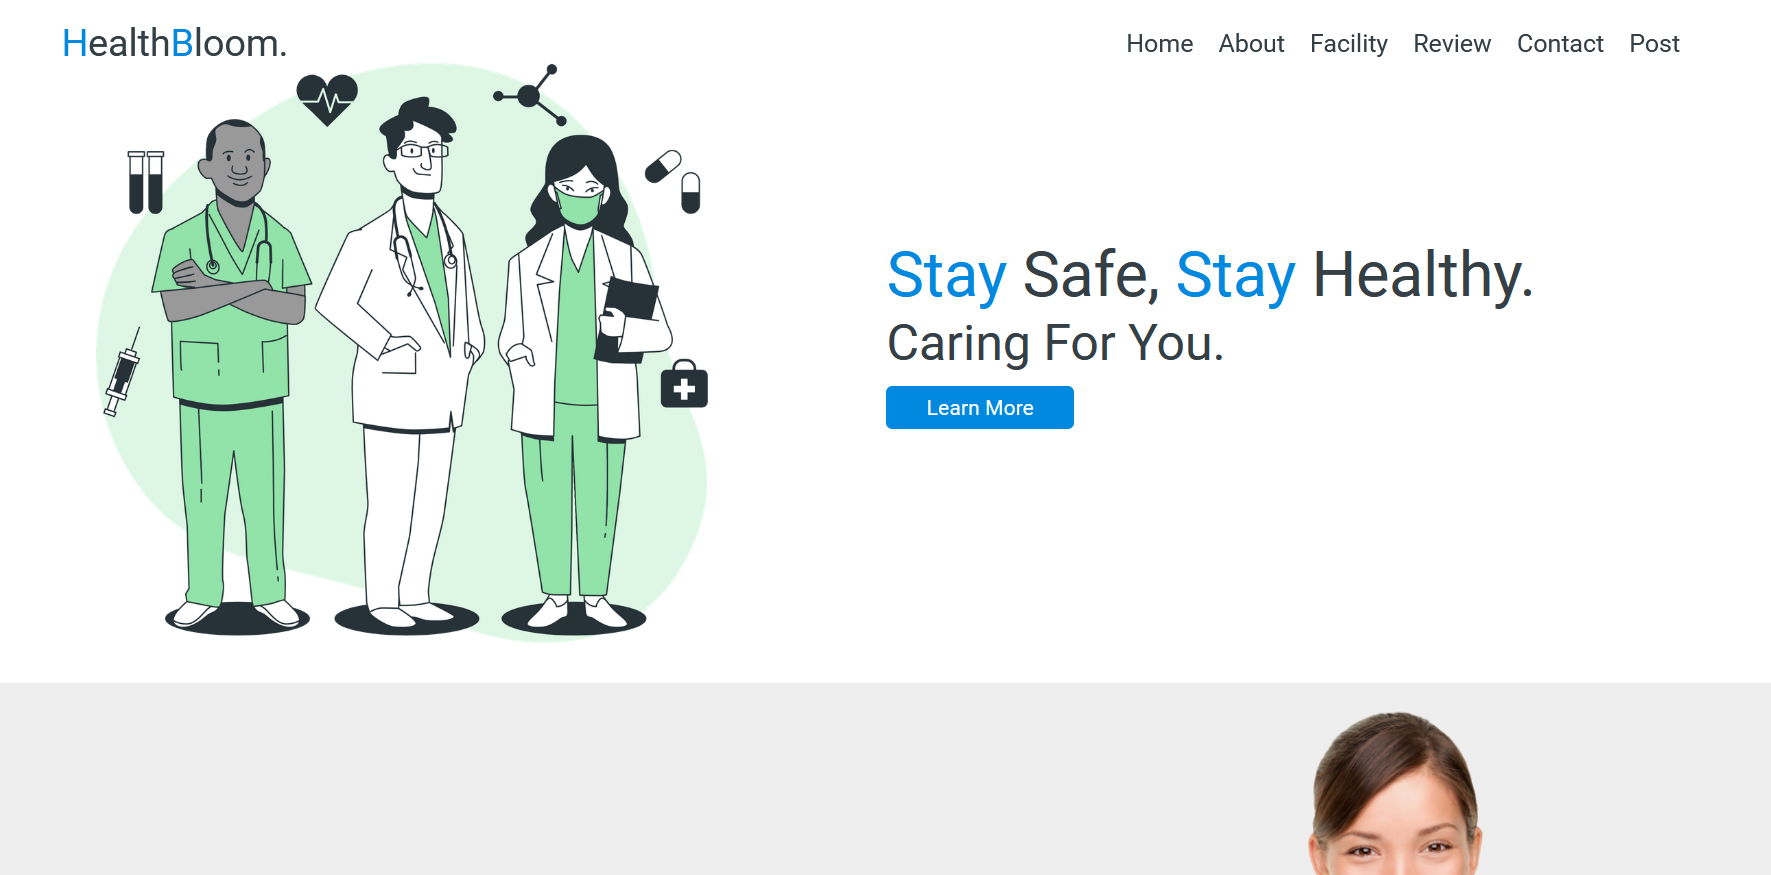 HealthBloom.
Home About Facility Review Contact Post
Stay Safe, Stay Healthy.
Caring For You.
Learn More